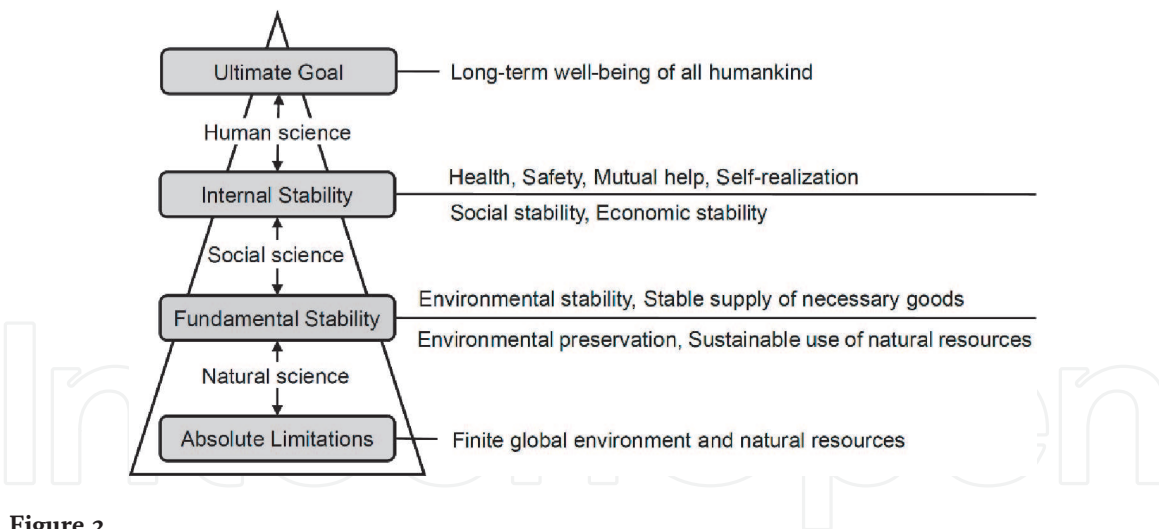 Ultimate Goal
Long-term well-being of all humankind
Human science
Health, Safety, Mutual help, Self-realization
Internal Stability
Social stability, Economic stability
Social science
Environmental stability, Stable supply of necessary goods
Fundamental Stability
Environmental preservation, Sustainable use of natural resources
Natural science
Absolute Limitations
Finite global environment and natural resources
IntechOpen
Figure 2.